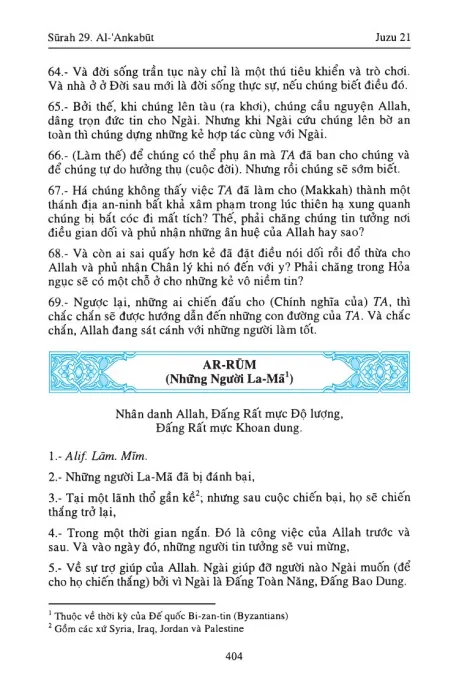 Sūrah 29. Al-'Ankabūt Juzu 21
64.- Và đời sống trần tục này chỉ là một thú tiêu khiển và trò chơi.
Và nhà ở ở Đời sau mới là đời sống thực sự, nếu chúng biết điều đó.
65.- Bởi thế, khi chúng lên tàu (ra khơi), chúng cầu nguyện Allah,
dâng trọn đức tin cho Ngài. Nhưng khi Ngài cứu chúng lên bờ an
toàn thì chúng dựng những kẻ hợp tác cùng với Ngài.
66.- (Làm thế) để chúng có thể phụ ân mà TA đã ban cho chúng và
để chúng tự do hưởng thụ (cuộc đời). Nhưng rồi chúng sẽ sớm biết.
67.- Há chúng không thấy việc TA đã làm cho (Makkah) thành một
thánh địa an-ninh bất khả xâm phạm trong lúc thiên hạ xung quanh
chúng bị bắt cóc đi mất tích? Thế, phải chăng chúng tin tưởng nơi
điều gian dối và phủ nhận những ân huệ của Allah hay sao?
68.- Và còn ai sai quấy hơn kẻ đã đặt điều nói dối rồi đổ thừa cho
Allah và phủ nhận Chân lý khi nó đến với y? Phải chăng trong Hỏa
ngục sẽ có một chỗ ở cho những kẻ vô niềm tin?
69.- Ngược lại, những ai chiến đấu cho (Chính nghĩa của) TA, thì
chắc chắn sẽ được hướng dẫn đến những con đường của TA. Và chắc
chắn, Allah đang sát cánh với những người làm tốt.
AR-RŪM
(Những Người La-Mã¹)
Nhân danh Allah, Đấng Rất mực Độ lượng,
Đấng Rất mực Khoan dung.
1.- Alif. Lām. Mīm.
2.- Những người La-Mã đã bị đánh bại,
3.- Tại một lãnh thổ gần kề²; nhưng sau cuộc chiến bại, họ sẽ chiến
thắng trở lại,
4.- Trong một thời gian ngắn. Đó là công việc của Allah trước và
sau. Và vào ngày đó, những người tin tưởng sẽ vui mừng,
5.- Về sự trợ giúp của Allah. Ngài giúp đỡ người nào Ngài muốn (để
cho họ chiến thắng) bởi vì Ngài là Đấng Toàn Năng, Đấng Bao Dung.
¹ Thuộc về thời kỳ của Đế quốc Bi-zan-tin (Byzantians)
² Gồm các xứ Syria, Iraq, Jordan và Palestine
404